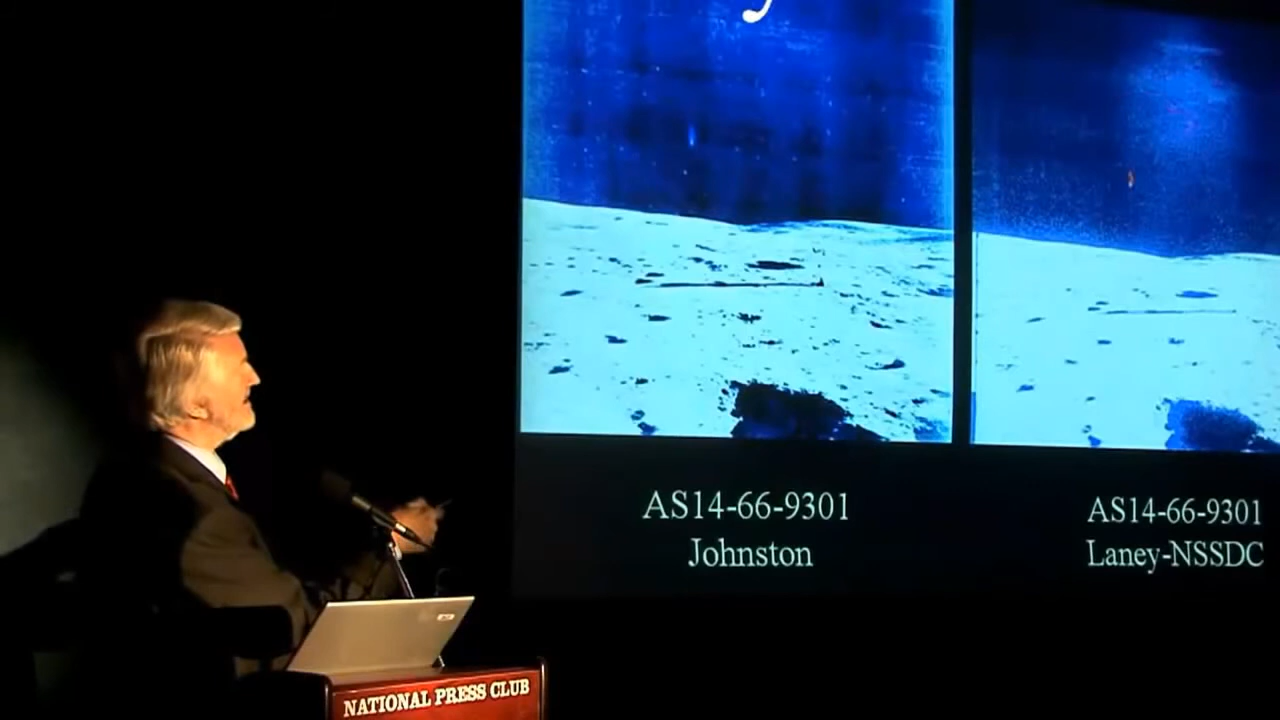 y
AS14-66-9301
Johnston
AS14-66-9301
Laney-NSSDC
NATIONAL PRESS CLUB